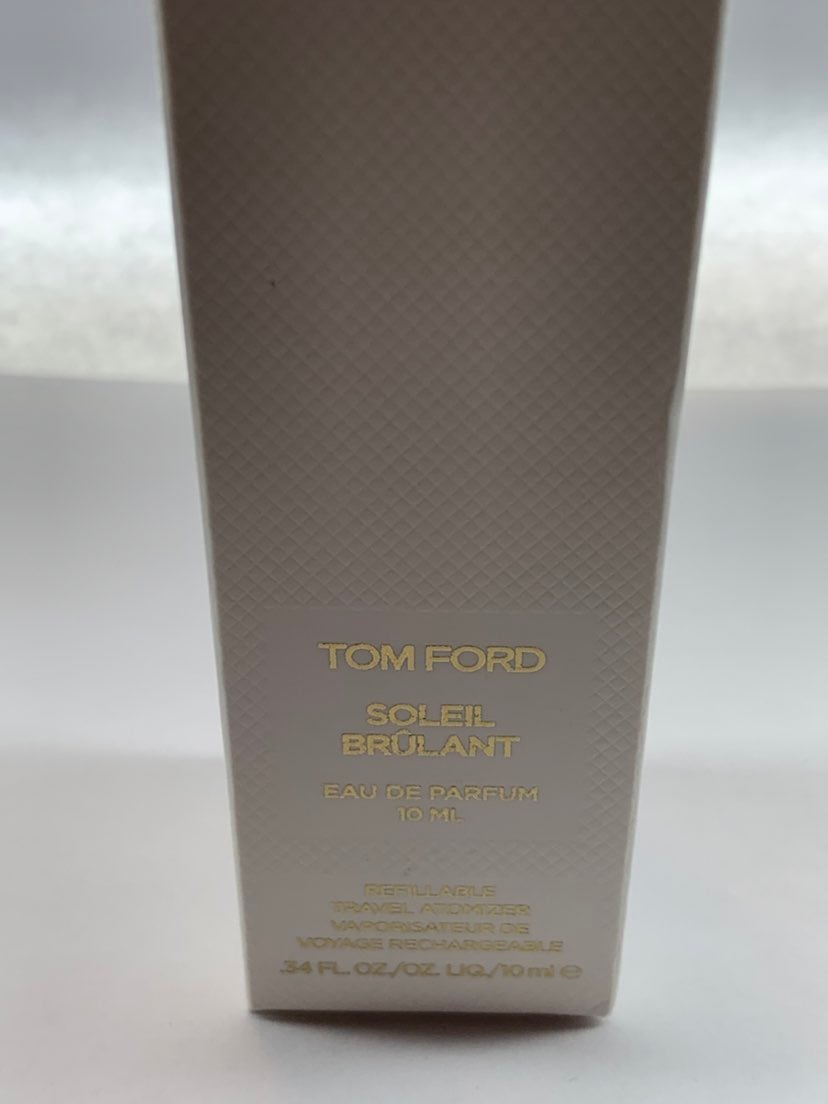 TOM FORD
SOLEIL
BRÛLANT
EAU DE PARFUM
10 ML
REFILLABLE
TRAVEL ATOMIZER
VAPORISATEUR DE
VOYAGE RECHARGEABLE
.34 FL. OZ./OZ. LIQ./10 ml ℮